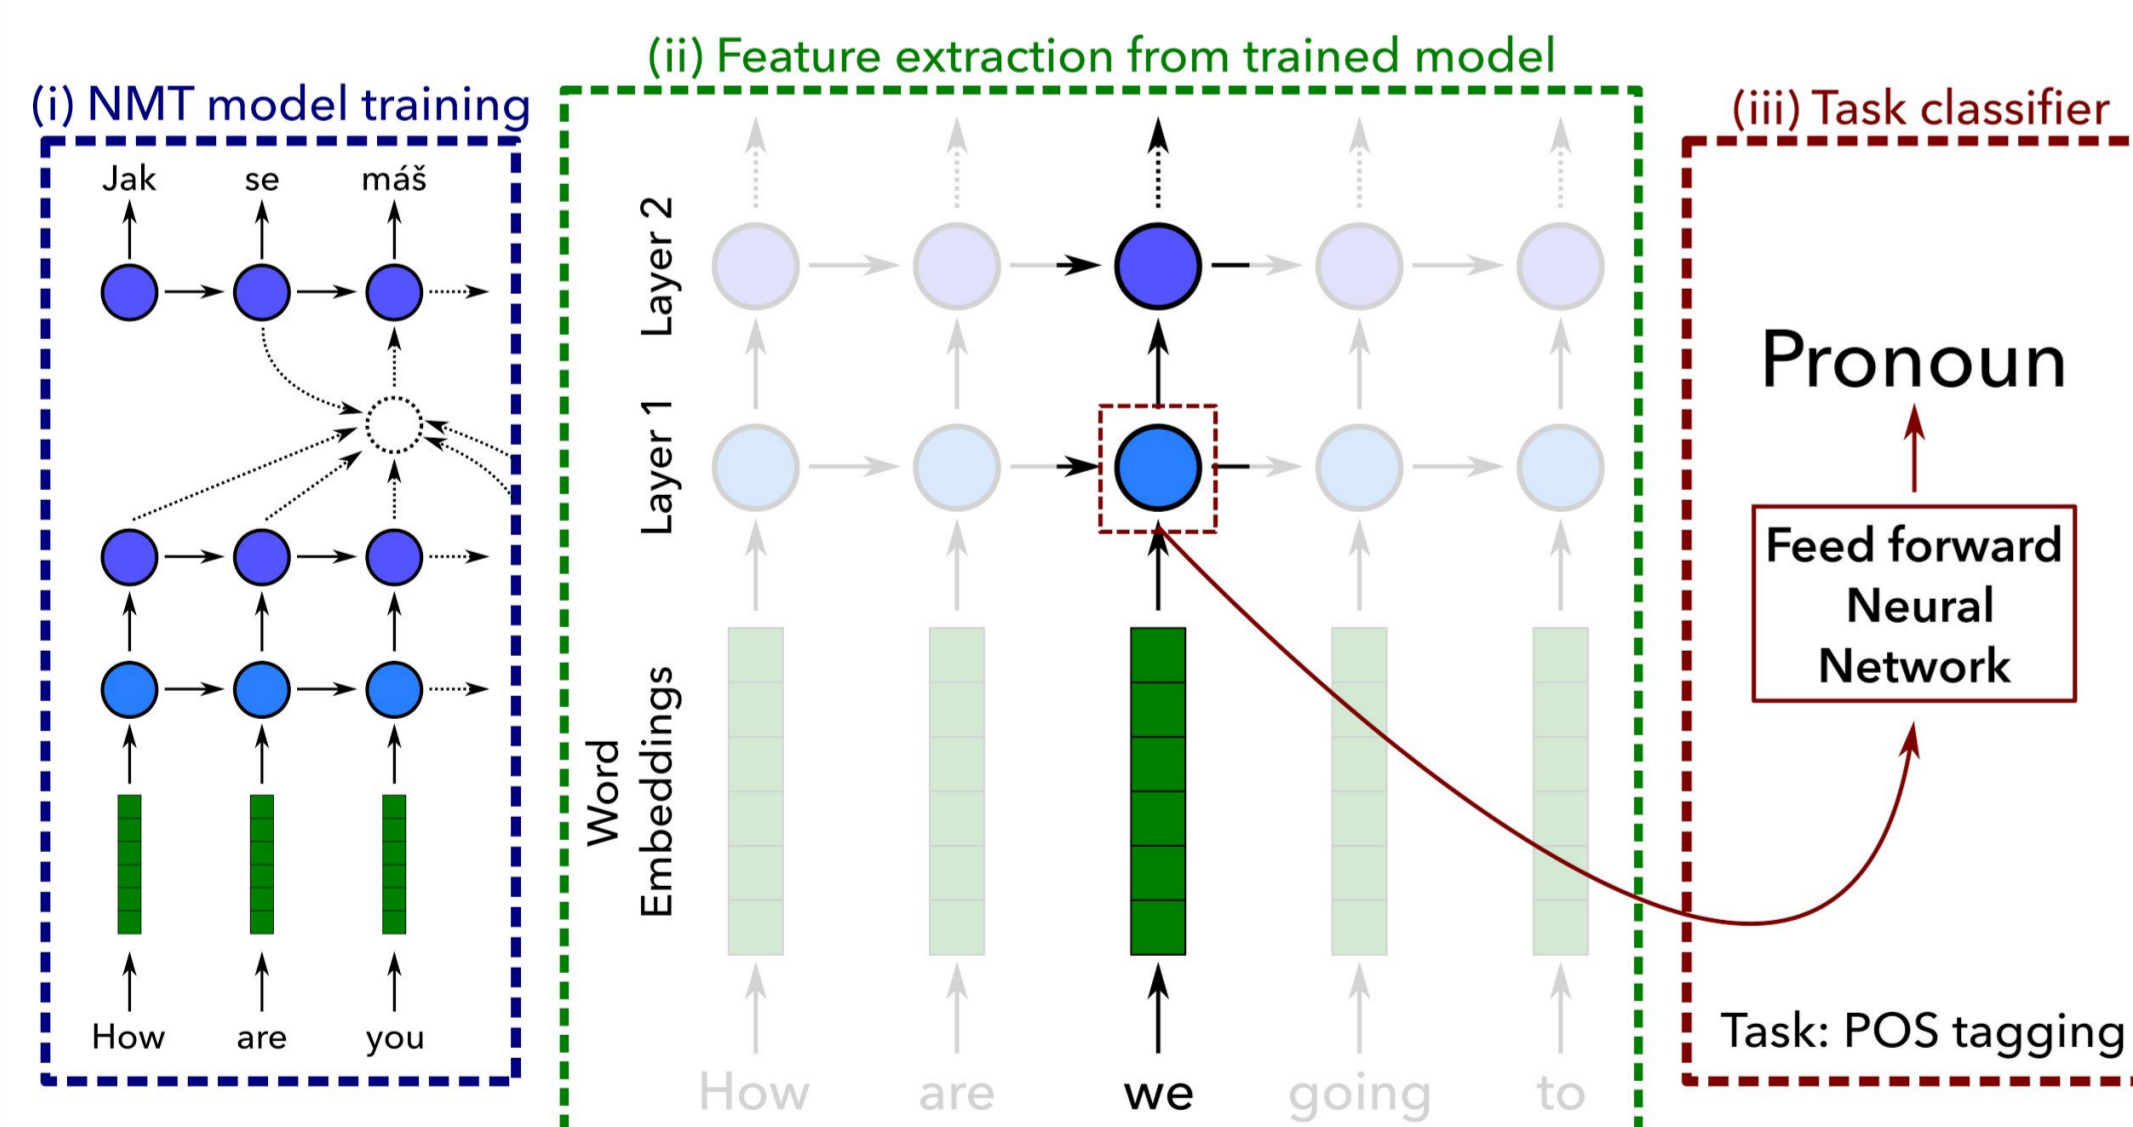 (i) NMT model training
Jak se máš
How are you
(ii) Feature extraction from trained model
Layer 2
Layer 1
Word
Embeddings
How are we going to
(iii) Task classifier
Pronoun
Feed forward
Neural
Network
Task: POS tagging